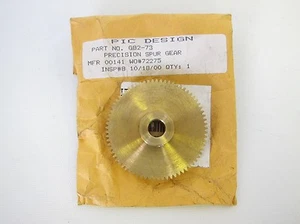 PIC DESIGN
PART NO. GB2-73
PRECISION SPUR GEAR
MFR 00141 WO#72275
INSP#8 10/10/00 QTY: 1